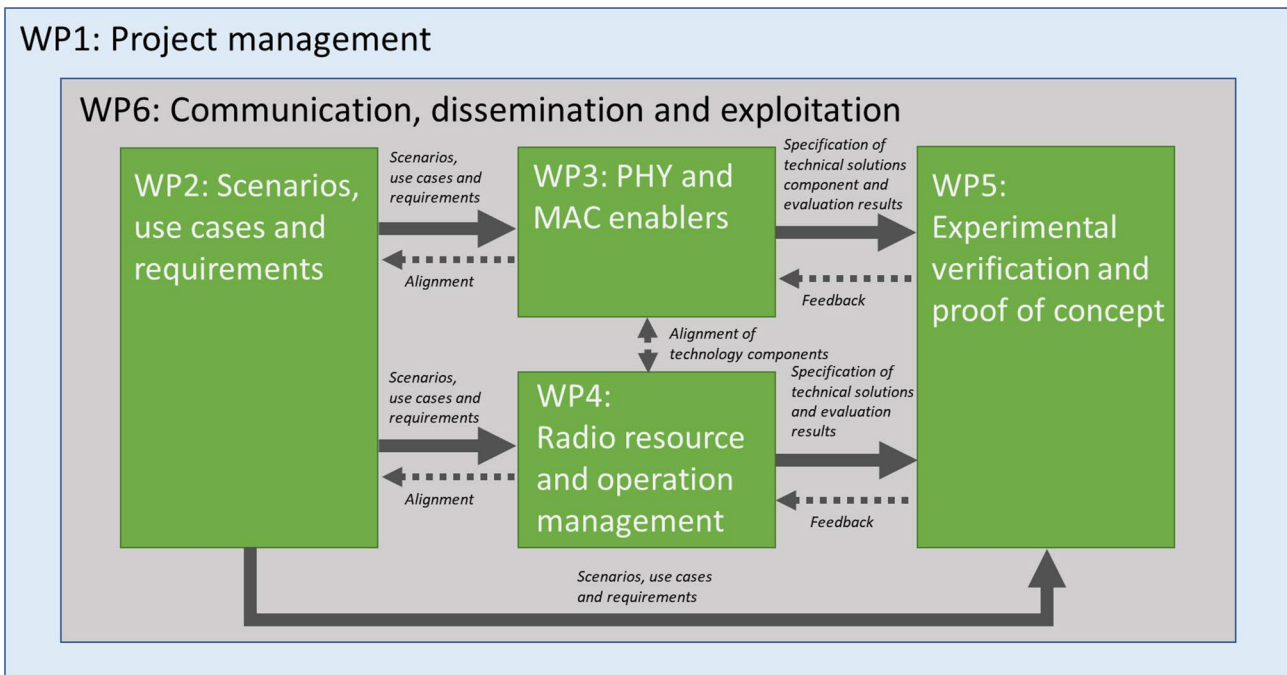 WP1: Project management
WP6: Communication, dissemination and exploitation
WP2: Scenarios,
use cases and
requirements
Scenarios,
use cases and
requirements
Alignment
WP3: PHY and
MAC enablers
Specification of
technical solutions
component and
evaluation results
Feedback
WP5:
Experimental
verification and
proof of concept
Alignment of
technology components
Scenarios,
use cases and
requirements
Alignment
WP4:
Radio resource
and operation
management
Specification of
technical solutions
and evaluation
results
Feedback
Scenarios, use cases
and requirements